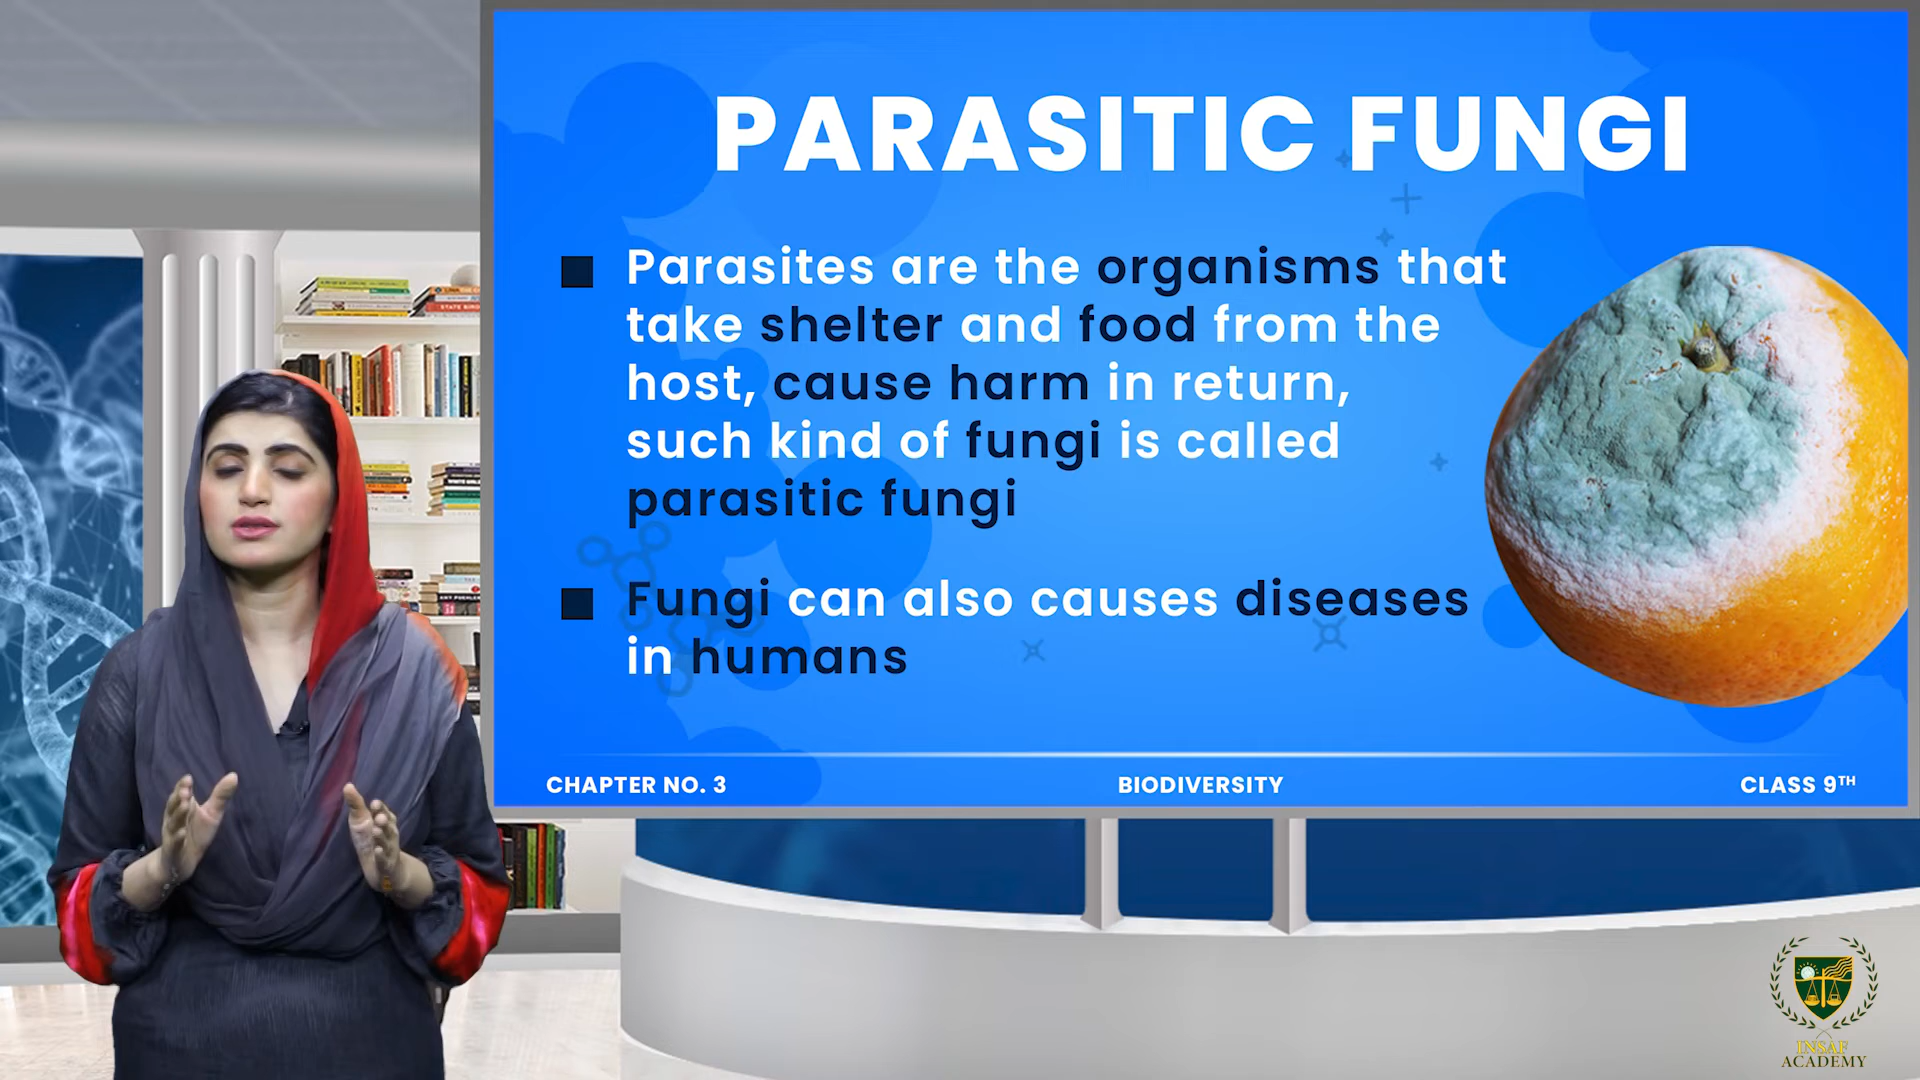 PARASITIC FUNGI
■ Parasites are the organisms that
take shelter and food from the
host, cause harm in return,
such kind of fungi is called
parasitic fungi
■ Fungi can also causes diseases
in humans
CHAPTER NO. 3
BIODIVERSITY
CLASS 9TH
INSAF
ACADEMY